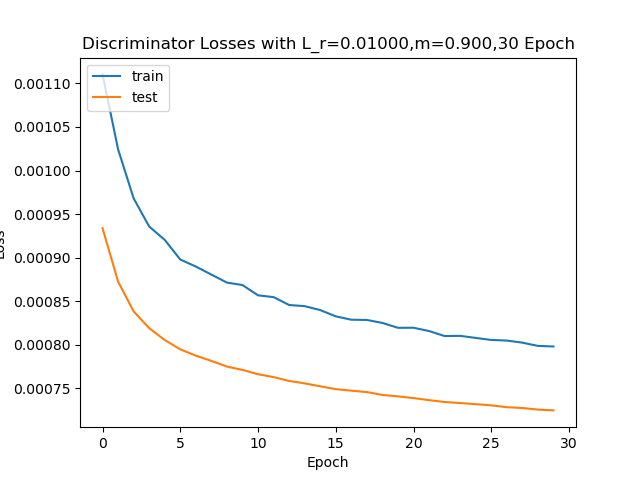 Discriminator Losses with L_r=0.01000,m=0.900,30 Epoch
train
test
0.00110
0.00105
0.00100
0.00095
0.00090
0.00085
0.00080
0.00075
Loss
0 5 10 15 20 25 30
Epoch